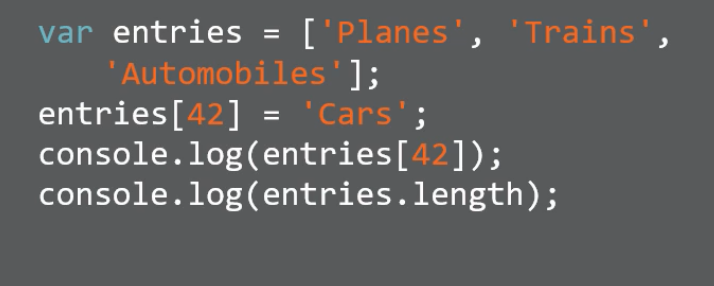 var entries = ['Planes', 'Trains',
'Automobiles'];
entries[42] = 'Cars';
console.log(entries[42]);
console.log(entries.length);